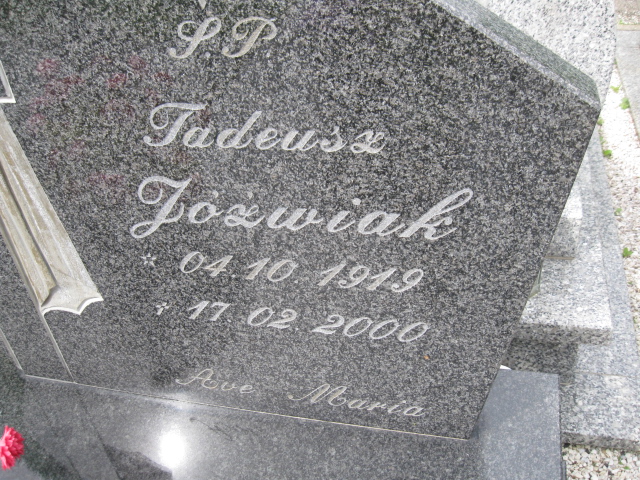 ŚP
Tadeusz
Jóźwiak
* 04.10.1919
† 17.02.2000
Ave Maria